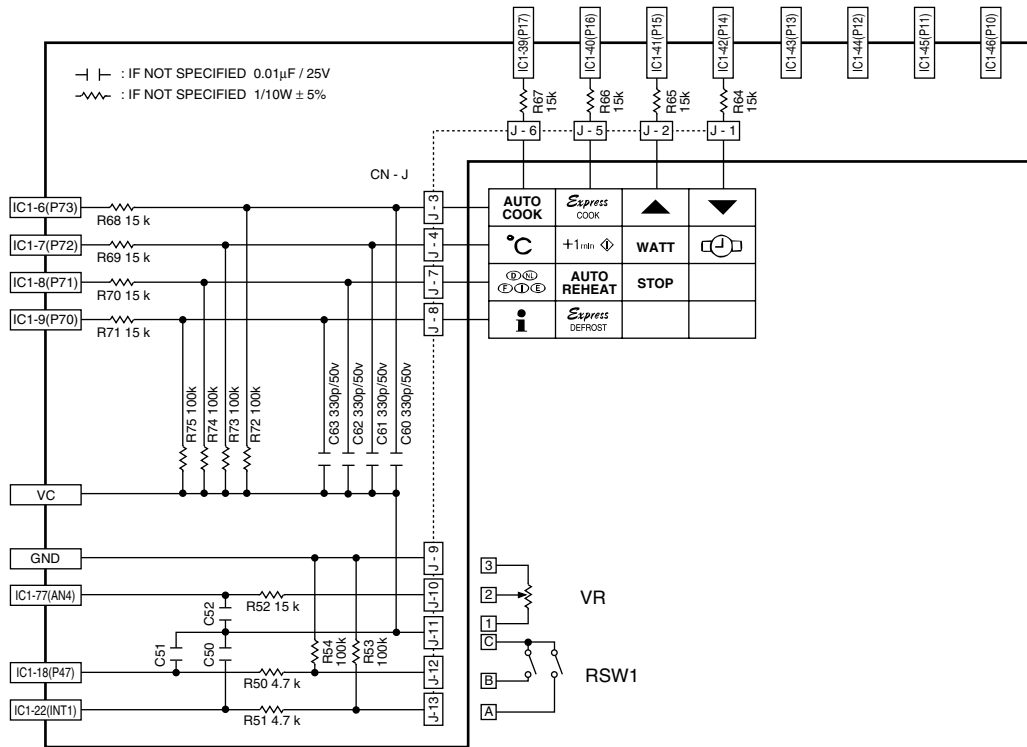 IC1-39(P17)
IC1-40(P16)
IC1-41(P15)
IC1-42(P14)
IC1-43(P13)
IC1-44(P12)
IC1-45(P11)
IC1-46(P10)
: IF NOT SPECIFIED 0.01µF / 25V
: IF NOT SPECIFIED 1/10W ± 5%
R67
15k
R66
15k
R65
15k
R64
15k
J - 6
J - 5
J - 2
J - 1
CN - J
IC1-6(P73)
R68 15 k
J - 3
IC1-7(P72)
R69 15 k
J - 4
IC1-8(P71)
R70 15 k
J - 7
IC1-9(P70)
R71 15 k
J - 8
AUTO
COOK
Express
COOK
°C
+1min
WATT
D NL
F I E
AUTO
REHEAT
STOP
i
Express
DEFROST
R75 100k
R74 100k
R73 100k
R72 100k
C63 330p/50v
C62 330p/50v
C61 330p/50v
C60 330p/50v
VC
GND
J - 9
IC1-77(AN4)
C52
R52 15 k
J-10
C51
C50
R54
100k
R53
100k
J-11
IC1-18(P47)
R50 4.7 k
J-12
IC1-22(INT1)
R51 4.7 k
J-13
3
2
1
VR
C
B
A
RSW1